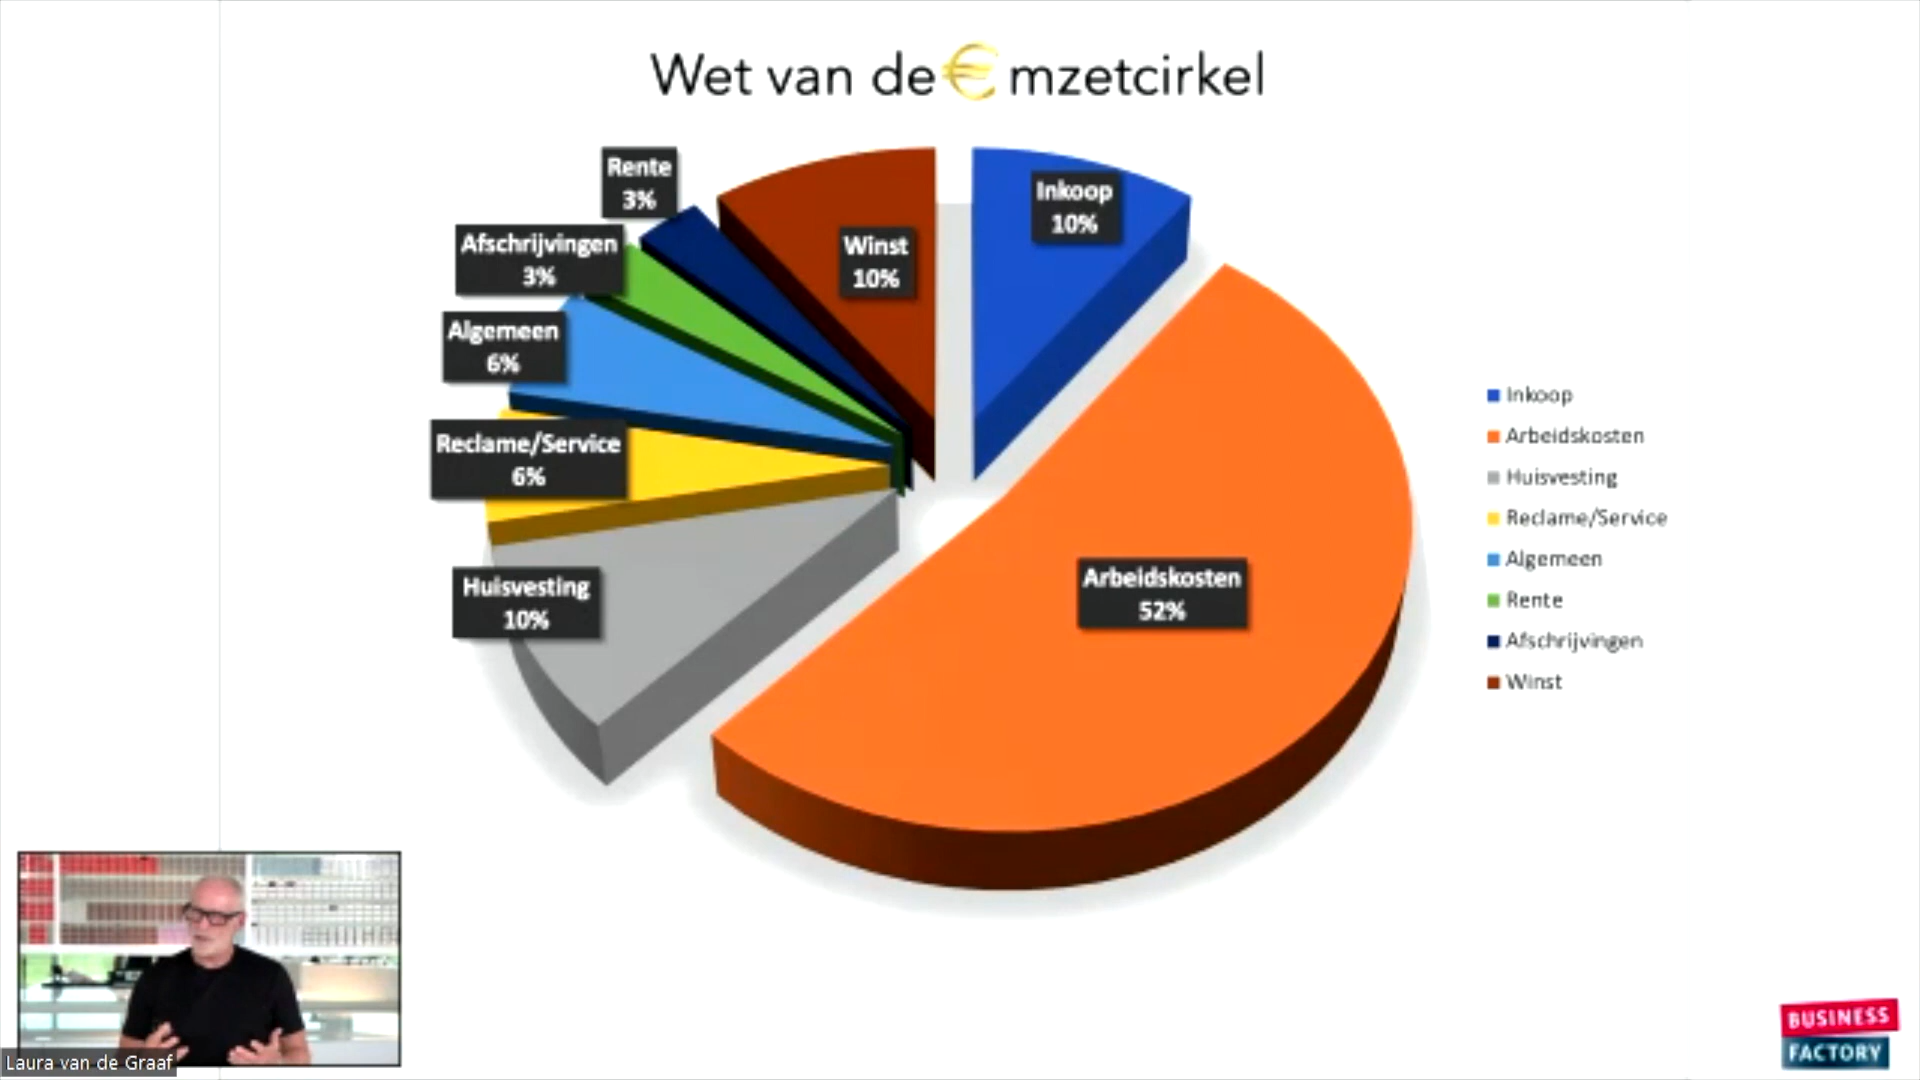 Wet van de €mzetcirkel
Rente
3%
Winst
10%
Inkoop
10%
Afschrijvingen
3%
Algemeen
6%
Reclame/Service
6%
Huisvesting
10%
Arbeidskosten
52%
Inkoop
Arbeidskosten
Huisvesting
Reclame/Service
Algemeen
Rente
Afschrijvingen
Winst
Laura van de Graaf
BUSINESS
FACTORY